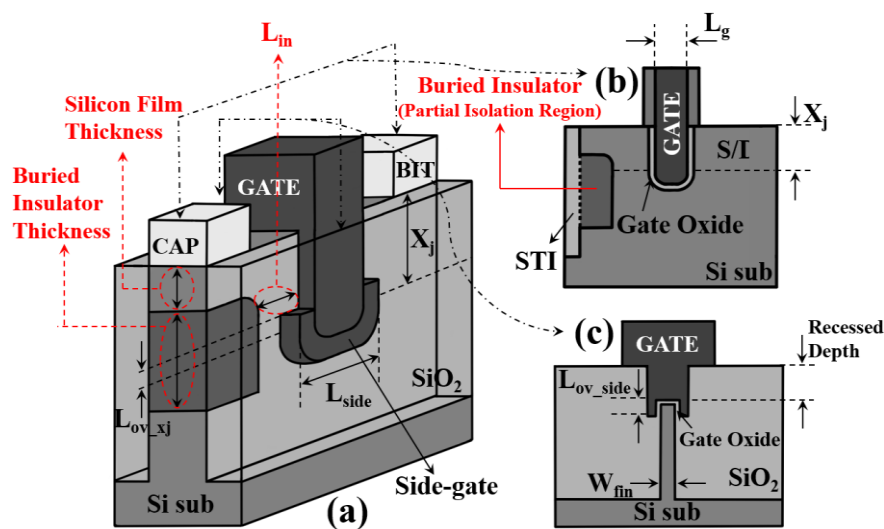 L_in
Silicon Film
Thickness
Buried
Insulator
Thickness
CAP
GATE
BIT
X_j
L_ov_xj
L_side
SiO₂
Side-gate
Si sub
(a)
(b)
L_g
Buried Insulator
(Partial Isolation Region)
GATE
X_j
S/D
Gate Oxide
STI
Si sub
(c)
GATE
Recessed
Depth
L_ov_side
Gate Oxide
W_fin
SiO₂
Si sub